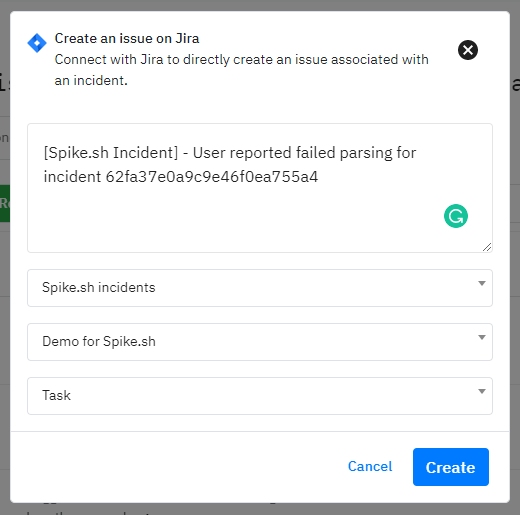 Create an issue on Jira
Connect with Jira to directly create an issue associated with
an incident.
[Spike.sh Incident] - User reported failed parsing for
incident 62fa37e0a9c9e46f0ea755a4
Spike.sh incidents
Demo for Spike.sh
Task
Cancel
Create